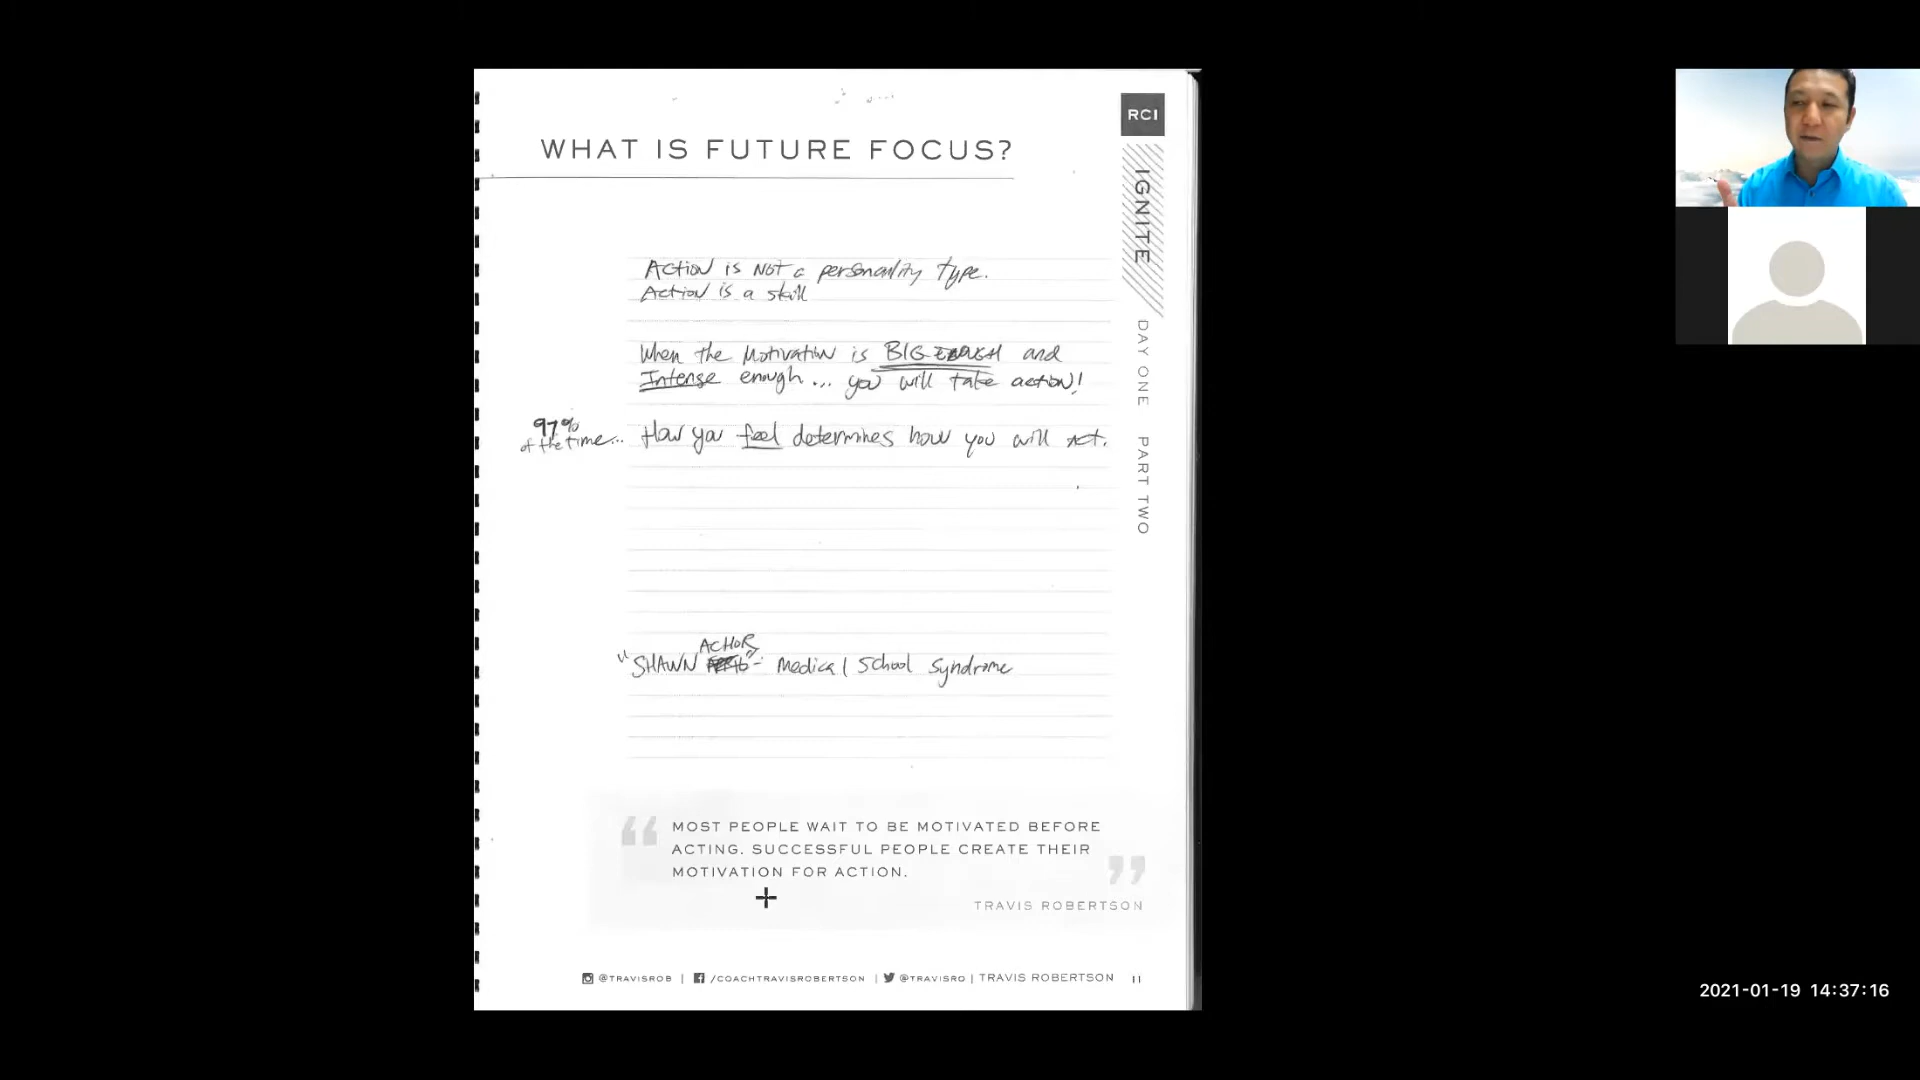 RCI
WHAT IS FUTURE FOCUS?
IGNITE
DAY ONE PART TWO
Action is NOT a personality type.
Action is a skill
When the Motivation is BIG ENOUGH and
Intense enough... you will take action!
97%
of the time... How you feel determines how you will act.
ACHOR
"SHAWN " - Medical School Syndrome
“ MOST PEOPLE WAIT TO BE MOTIVATED BEFORE
ACTING. SUCCESSFUL PEOPLE CREATE THEIR
MOTIVATION FOR ACTION. ”
TRAVIS ROBERTSON
@TRAVISROB | /COACHTRAVISROBERTSON | @TRAVISRO | TRAVIS ROBERTSON 11
2021-01-19 14:37:16